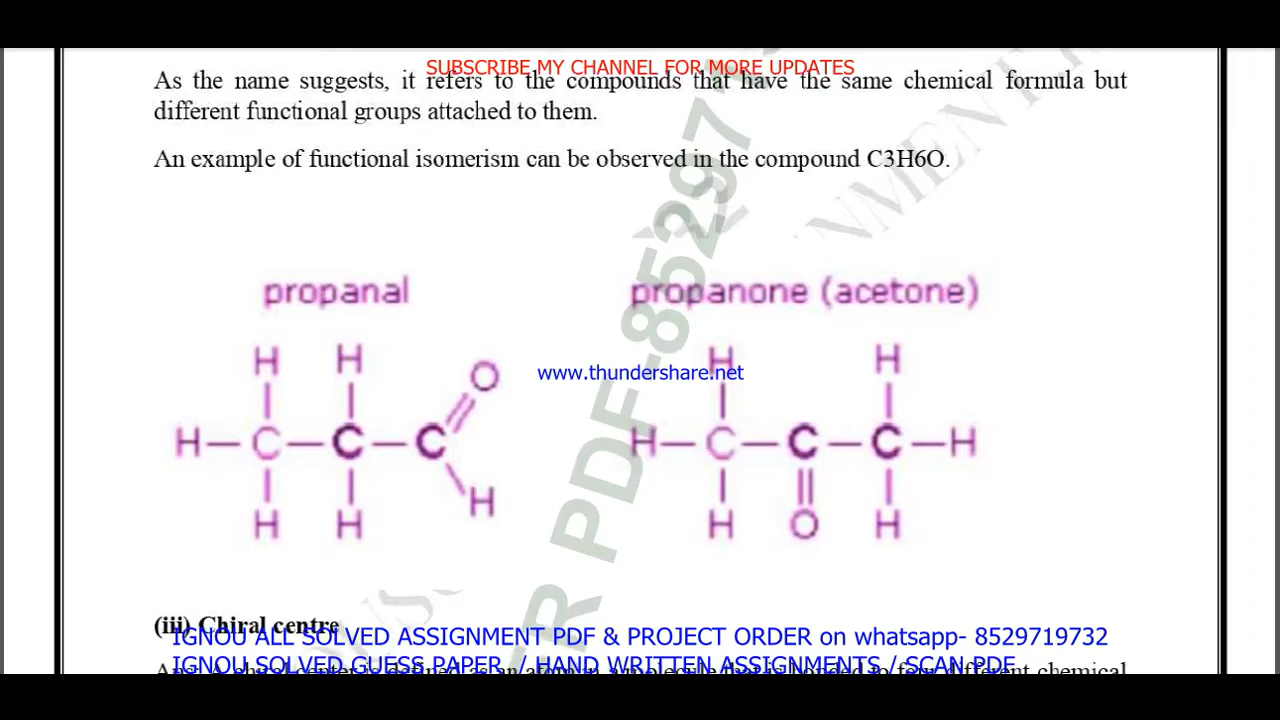 SUBSCRIBE MY CHANNEL FOR MORE UPDATES
As the name suggests, it refers to the compounds that have the same chemical formula but
different functional groups attached to them.
An example of functional isomerism can be observed in the compound C3H6O.
propanal
propanone (acetone)
www.thundershare.net
H H O H H
H C C C H C C C H
H H H H O H
(iii) Chiral centre
IGNOU ALL SOLVED ASSIGNMENT PDF & PROJECT ORDER on whatsapp- 8529719732
IGNOU SOLVED GUESS PAPER / HAND WRITTEN ASSIGNMENTS / SCAN PDF